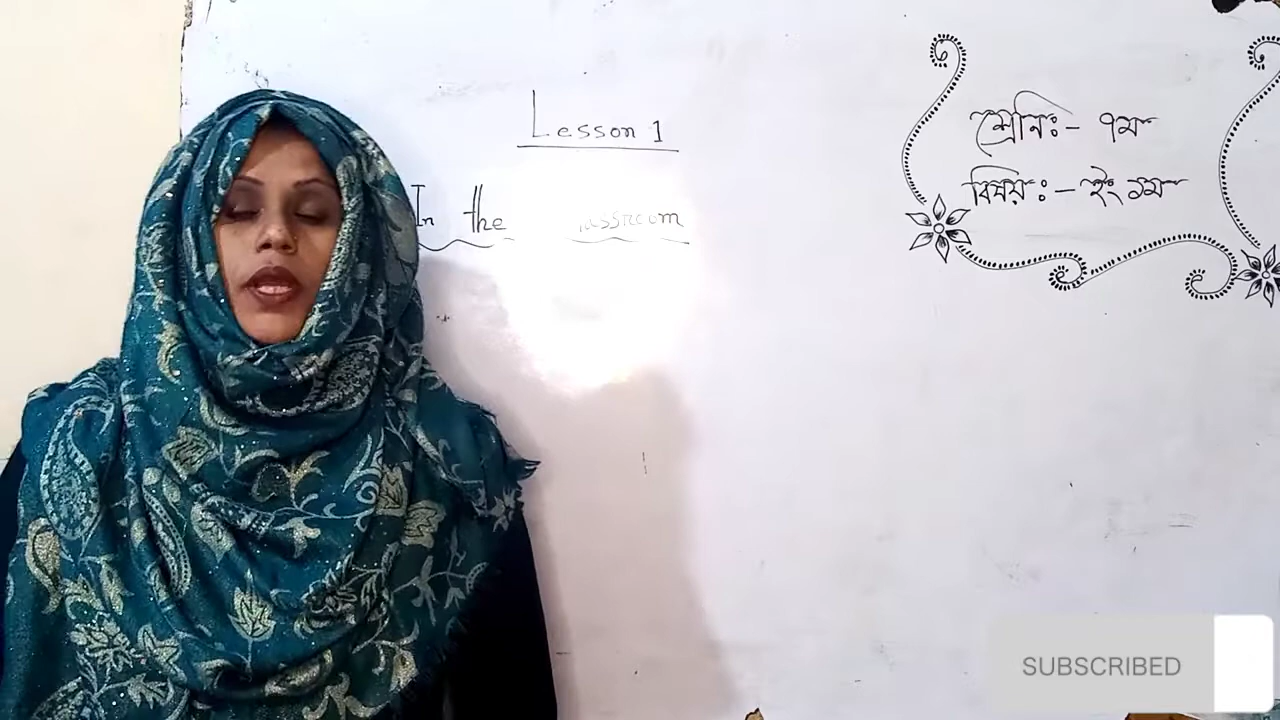 Lesson 1
In the classroom
শ্রেনিঃ- ৭ম
বিষয়ঃ- ইং ১ম
SUBSCRIBED